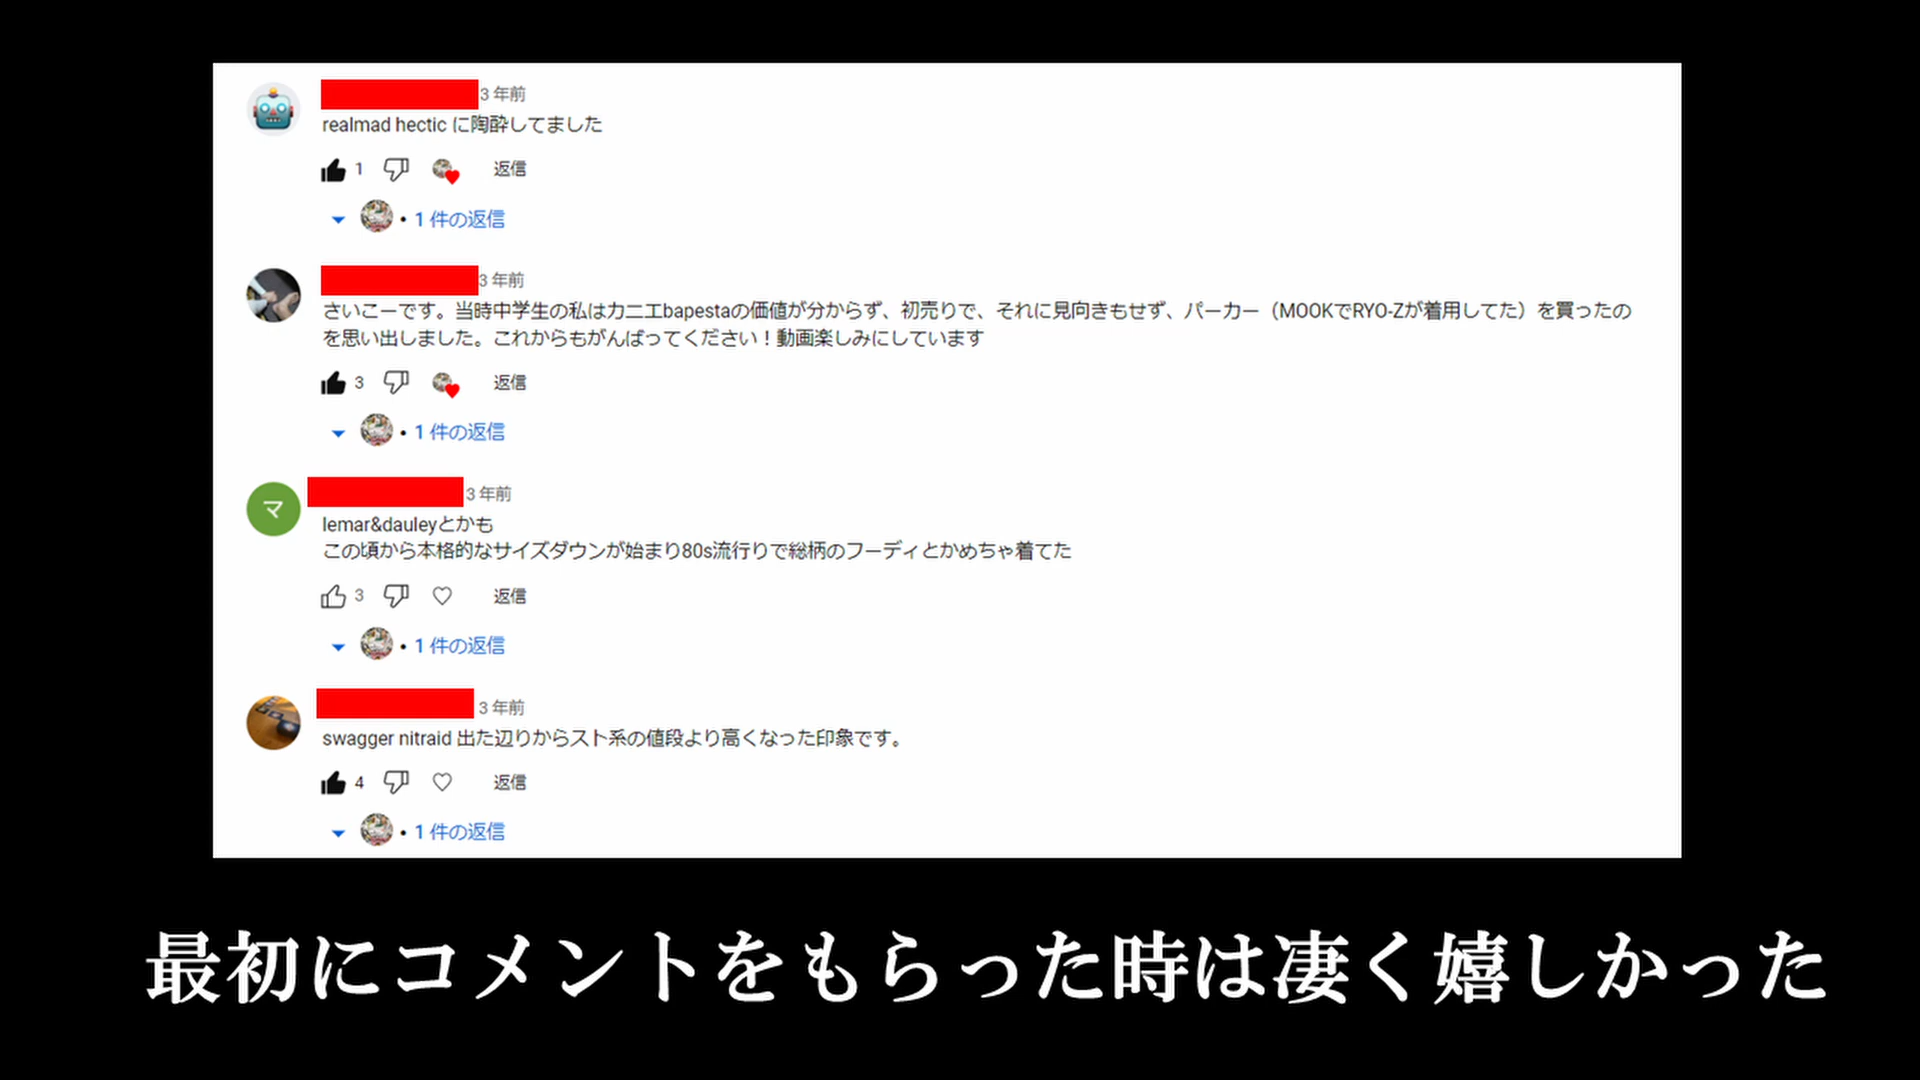 3 年前
realmad hectic に陶酔してました
1 返信
1 件の返信
3 年前
さいこーです。当時中学生の私はカニエbapestaの価値が分からず、初売りで、それに見向きもせず、パーカー（MOOKでRYO-Zが着用してた）を買ったの
を思い出しました。これからもがんばってください！動画楽しみにしています
3 返信
1 件の返信
マ
3 年前
lemar&dauleyとかも
この頃から本格的なサイズダウンが始まり80s流行りで総柄のフーディとかめちゃ着てた
3 返信
1 件の返信
3 年前
swagger nitraid 出た辺りからスト系の値段より高くなった印象です。
4 返信
1 件の返信
最初にコメントをもらった時は凄く嬉しかった